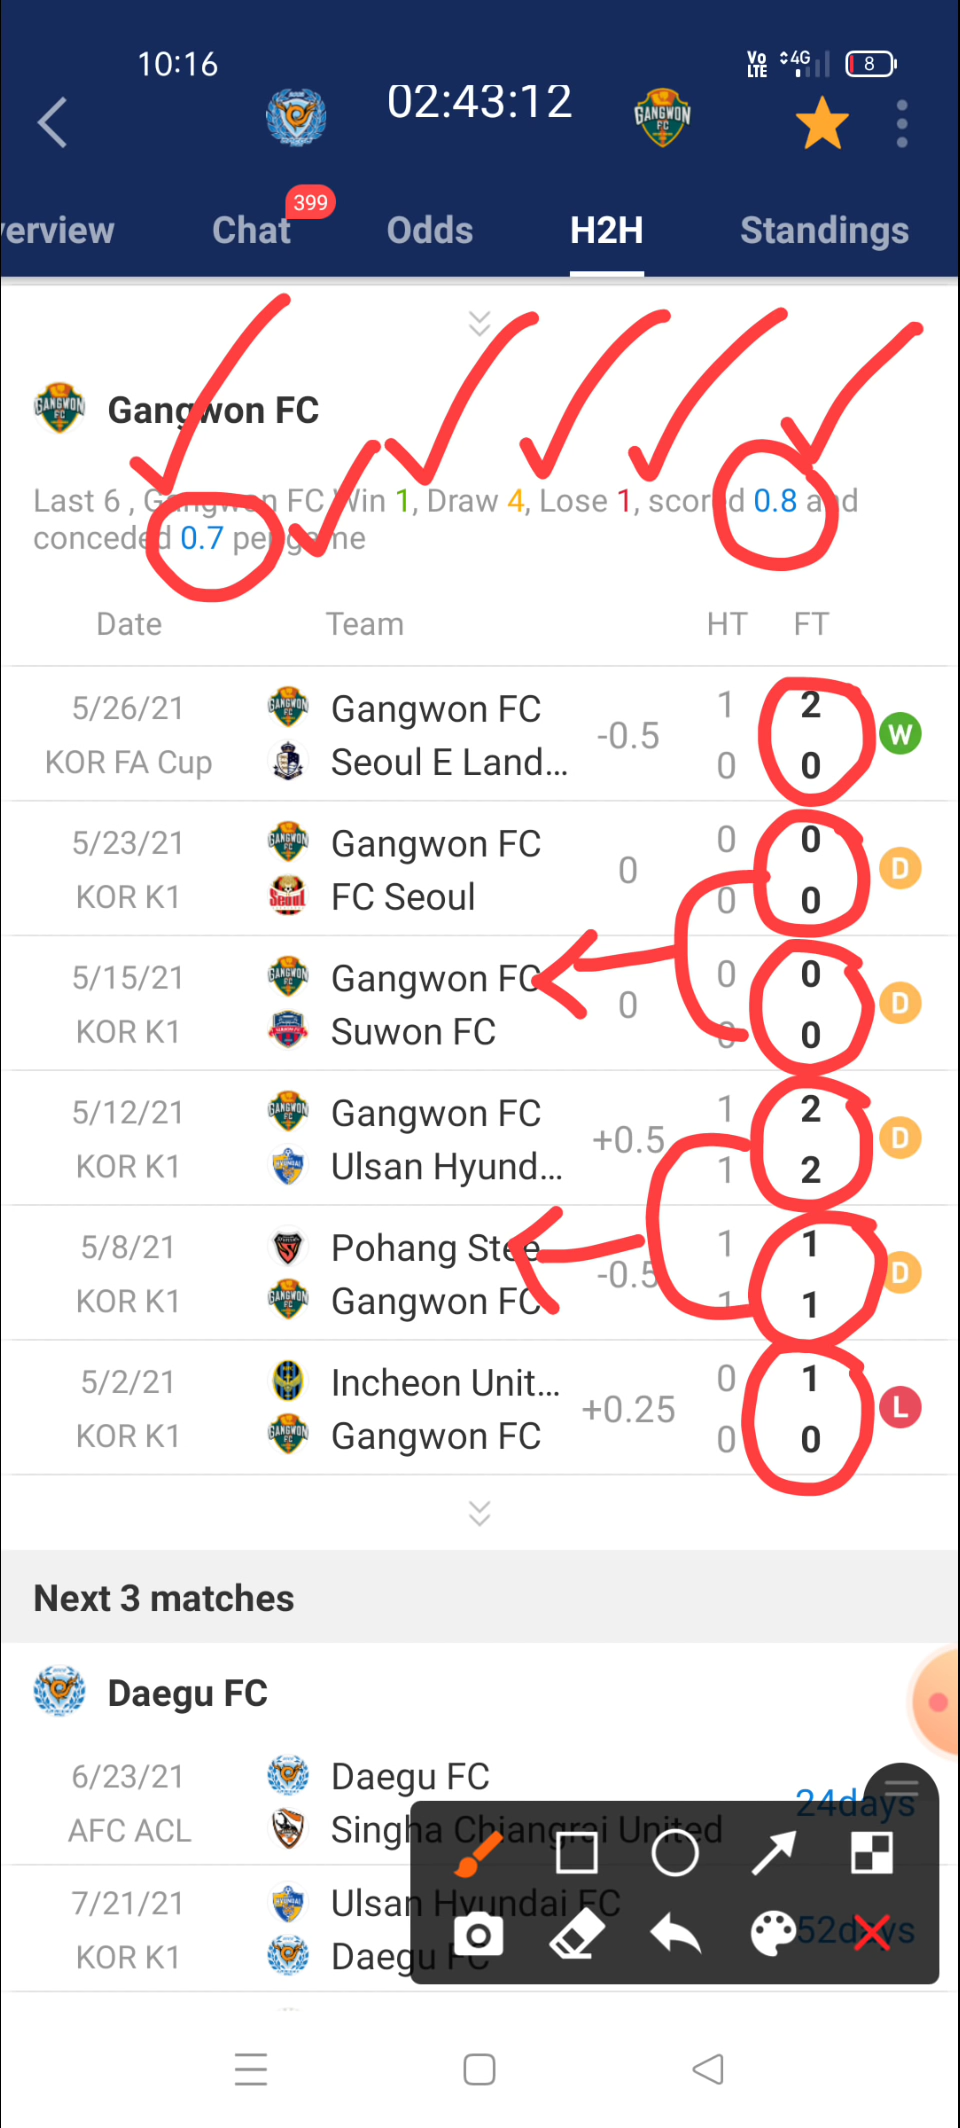 10:16
Vo LTE 4G 8
02:43:12
GANGWON FC
verview Chat 399 Odds H2H Standings
Gangwon FC
Last 6 , Gangwon FC Win 1, Draw 4, Lose 1, scored 0.8 and
conceded 0.7 per game
Date Team HT FT
5/26/21 Gangwon FC 1 2
-0.5 W
KOR FA Cup Seoul E Land... 0 0
5/23/21 Gangwon FC 0 0
0 D
KOR K1 FC Seoul 0 0
5/15/21 Gangwon FC 0 0
0 D
KOR K1 Suwon FC 0 0
5/12/21 Gangwon FC 1 2
+0.5 D
KOR K1 Ulsan Hyund... 1 2
5/8/21 Pohang Stee 1 1
-0.5 D
KOR K1 Gangwon FC 1 1
5/2/21 Incheon Unit... 0 1
+0.25 L
KOR K1 Gangwon FC 0 0
Next 3 matches
Daegu FC
6/23/21 Daegu FC
24days
AFC ACL Singha Chiangrai United
7/21/21 Ulsan Hyundai FC
52days
KOR K1 Daegu FC